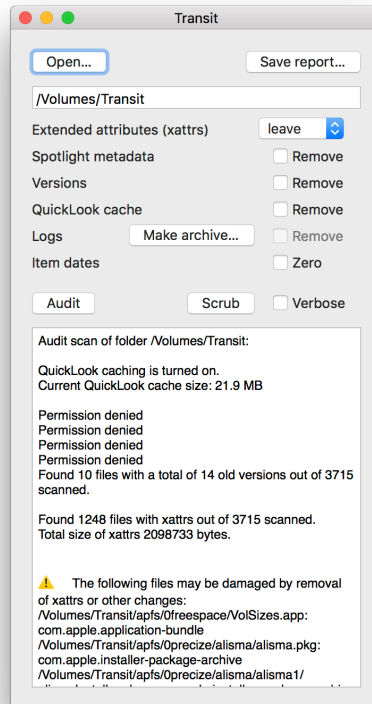 Transit
Open... Save report...
/Volumes/Transit
Extended attributes (xattrs) leave
Spotlight metadata Remove
Versions Remove
QuickLook cache Remove
Logs Make archive... Remove
Item dates Zero
Audit Scrub Verbose
Audit scan of folder /Volumes/Transit:
QuickLook caching is turned on.
Current QuickLook cache size: 21.9 MB
Permission denied
Permission denied
Permission denied
Permission denied
Found 10 files with a total of 14 old versions out of 3715
scanned.
Found 1248 files with xattrs out of 3715 scanned.
Total size of xattrs 2098733 bytes.
The following files may be damaged by removal
of xattrs or other changes:
/Volumes/Transit/apfs/0freespace/VolSizes.app:
com.apple.application-bundle
/Volumes/Transit/apfs/0precize/alisma/alisma.pkg:
com.apple.installer-package-archive
/Volumes/Transit/apfs/0precize/alisma/alisma1/